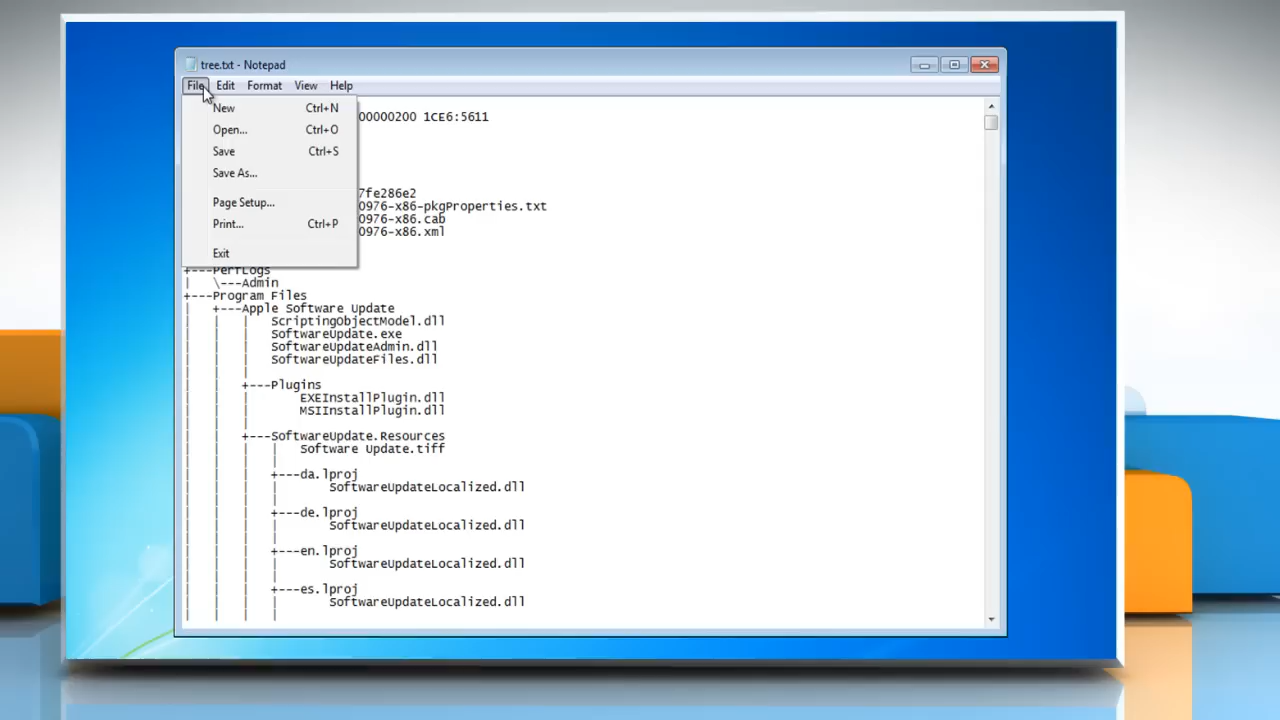 tree.txt - Notepad
File Edit Format View Help
New Ctrl+N
Open... Ctrl+O
Save Ctrl+S
Save As...
Page Setup...
Print... Ctrl+P
Exit
00000200 1CE6:5611
7fe286e2
0976-x86-pkgProperties.txt
0976-x86.cab
0976-x86.xml
+---PerfLogs
| \---Admin
+---Program Files
| +---Apple Software Update
| | | ScriptingObjectModel.dll
| | | SoftwareUpdate.exe
| | | SoftwareUpdateAdmin.dll
| | | SoftwareUpdateFiles.dll
| | |
| | +---Plugins
| | | EXEInstallPlugin.dll
| | | MSIInstallPlugin.dll
| | |
| | +---SoftwareUpdate.Resources
| | | | Software Update.tiff
| | | |
| | | +---da.lproj
| | | | SoftwareUpdateLocalized.dll
| | | |
| | | +---de.lproj
| | | | SoftwareUpdateLocalized.dll
| | | |
| | | +---en.lproj
| | | | SoftwareUpdateLocalized.dll
| | | |
| | | +---es.lproj
| | | | SoftwareUpdateLocalized.dll
| | | |